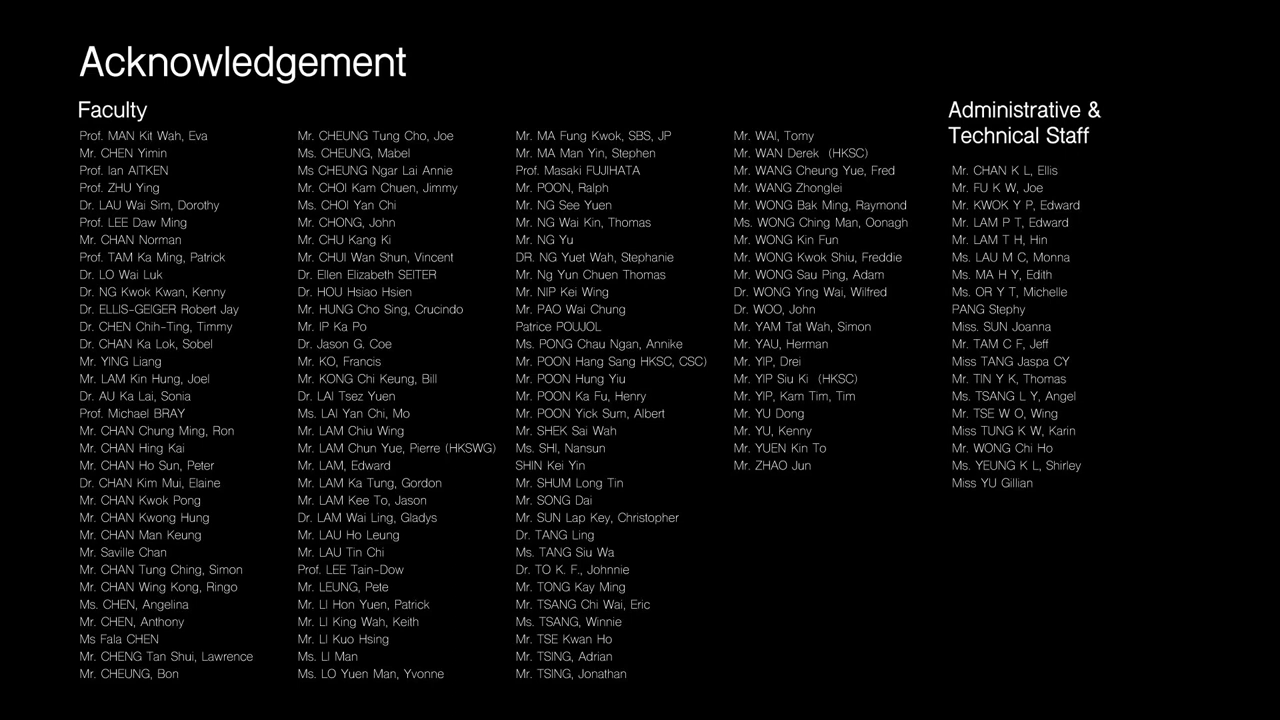 Acknowledgement
Faculty
Prof. MAN Kit Wah, Eva
Mr. CHEN Yimin
Prof. Ian AITKEN
Prof. ZHU Ying
Dr. LAU Wai Sim, Dorothy
Prof. LEE Daw Ming
Mr. CHAN Norman
Prof. TAM Ka Ming, Patrick
Dr. LO Wai Luk
Dr. NG Kwok Kwan, Kenny
Dr. ELLIS-GEIGER Robert Jay
Dr. CHEN Chih-Ting, Timmy
Dr. CHAN Ka Lok, Sobel
Mr. YING Liang
Mr. LAM Kin Hung, Joel
Dr. AU Ka Lai, Sonia
Prof. Michael BRAY
Mr. CHAN Chung Ming, Ron
Mr. CHAN Hing Kai
Mr. CHAN Ho Sun, Peter
Dr. CHAN Kim Mui, Elaine
Mr. CHAN Kwok Pong
Mr. CHAN Kwong Hung
Mr. CHAN Man Keung
Mr. Saville Chan
Mr. CHAN Tung Ching, Simon
Mr. CHAN Wing Kong, Ringo
Ms. CHEN, Angelina
Mr. CHEN, Anthony
Ms Fala CHEN
Mr. CHENG Tan Shui, Lawrence
Mr. CHEUNG, Bon
Mr. CHEUNG Tung Cho, Joe
Ms. CHEUNG, Mabel
Ms CHEUNG Ngar Lai Annie
Mr. CHOI Kam Chuen, Jimmy
Ms. CHOI Yan Chi
Mr. CHONG, John
Mr. CHU Kang Ki
Mr. CHUI Wan Shun, Vincent
Dr. Ellen Elizabeth SEITER
Dr. HOU Hsiao Hsien
Mr. HUNG Cho Sing, Crucindo
Mr. IP Ka Po
Dr. Jason G. Coe
Mr. KO, Francis
Mr. KONG Chi Keung, Bill
Dr. LAI Tsez Yuen
Ms. LAI Yan Chi, Mo
Mr. LAM Chiu Wing
Mr. LAM Chun Yue, Pierre (HKSWG)
Mr. LAM, Edward
Mr. LAM Ka Tung, Gordon
Mr. LAM Kee To, Jason
Dr. LAM Wai Ling, Gladys
Mr. LAU Ho Leung
Mr. LAU Tin Chi
Prof. LEE Tain-Dow
Mr. LEUNG, Pete
Mr. LI Hon Yuen, Patrick
Mr. LI King Wah, Keith
Mr. LI Kuo Hsing
Ms. LI Man
Ms. LO Yuen Man, Yvonne
Mr. MA Fung Kwok, SBS, JP
Mr. MA Man Yin, Stephen
Prof. Masaki FUJIHATA
Mr. POON, Ralph
Mr. NG See Yuen
Mr. NG Wai Kin, Thomas
Mr. NG Yu
DR. NG Yuet Wah, Stephanie
Mr. Ng Yun Chuen Thomas
Mr. NIP Kei Wing
Mr. PAO Wai Chung
Patrice POUJOL
Ms. PONG Chau Ngan, Annike
Mr. POON Hang Sang HKSC, CSC)
Mr. POON Hung Yiu
Mr. POON Ka Fu, Henry
Mr. POON Yick Sum, Albert
Mr. SHEK Sai Wah
Ms. SHI, Nansun
SHIN Kei Yin
Mr. SHUM Long Tin
Mr. SONG Dai
Mr. SUN Lap Key, Christopher
Dr. TANG Ling
Ms. TANG Siu Wa
Dr. TO K. F., Johnnie
Mr. TONG Kay Ming
Mr. TSANG Chi Wai, Eric
Ms. TSANG, Winnie
Mr. TSE Kwan Ho
Mr. TSING, Adrian
Mr. TSING, Jonathan
Mr. WAI, Tomy
Mr. WAN Derek (HKSC)
Mr. WANG Cheung Yue, Fred
Mr. WANG Zhonglei
Mr. WONG Bak Ming, Raymond
Ms. WONG Ching Man, Oonagh
Mr. WONG Kin Fun
Mr. WONG Kwok Shiu, Freddie
Mr. WONG Sau Ping, Adam
Dr. WONG Ying Wai, Wilfred
Dr. WOO, John
Mr. YAM Tat Wah, Simon
Mr. YAU, Herman
Mr. YIP, Drei
Mr. YIP Siu Ki (HKSC)
Mr. YIP, Kam Tim, Tim
Mr. YU Dong
Mr. YU, Kenny
Mr. YUEN Kin To
Mr. ZHAO Jun
Administrative &
Technical Staff
Mr. CHAN K L, Ellis
Mr. FU K W, Joe
Mr. KWOK Y P, Edward
Mr. LAM P T, Edward
Mr. LAM T H, Hin
Ms. LAU M C, Monna
Ms. MA H Y, Edith
Ms. OR Y T, Michelle
PANG Stephy
Miss. SUN Joanna
Mr. TAM C F, Jeff
Miss TANG Jaspa CY
Mr. TIN Y K, Thomas
Ms. TSANG L Y, Angel
Mr. TSE W O, Wing
Miss TUNG K W, Karin
Mr. WONG Chi Ho
Ms. YEUNG K L, Shirley
Miss YU Gillian